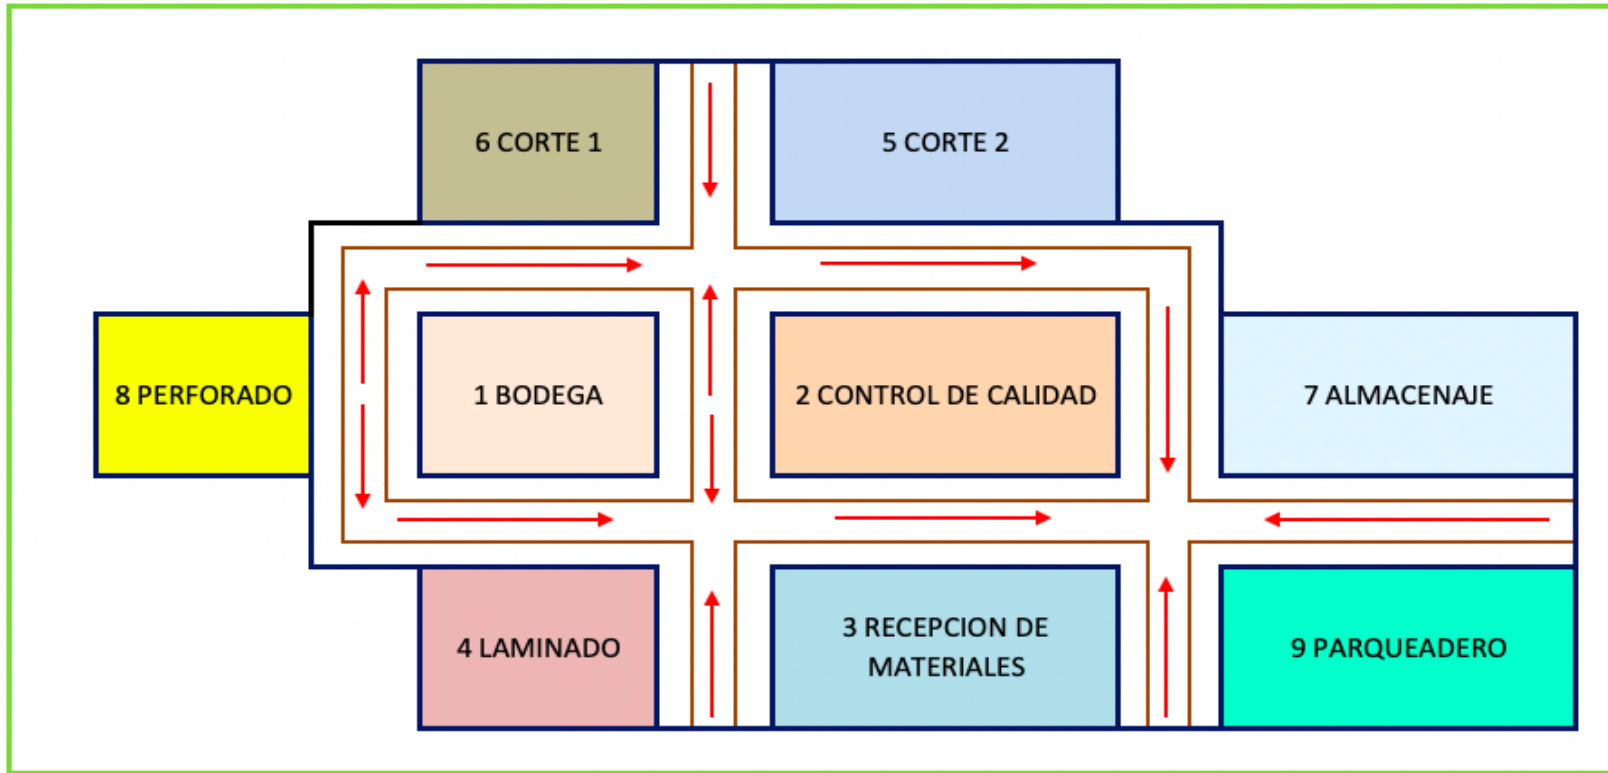 6 CORTE 1
5 CORTE 2
8 PERFORADO
1 BODEGA
2 CONTROL DE CALIDAD
7 ALMACENAJE
4 LAMINADO
3 RECEPCION DE
MATERIALES
9 PARQUEADERO